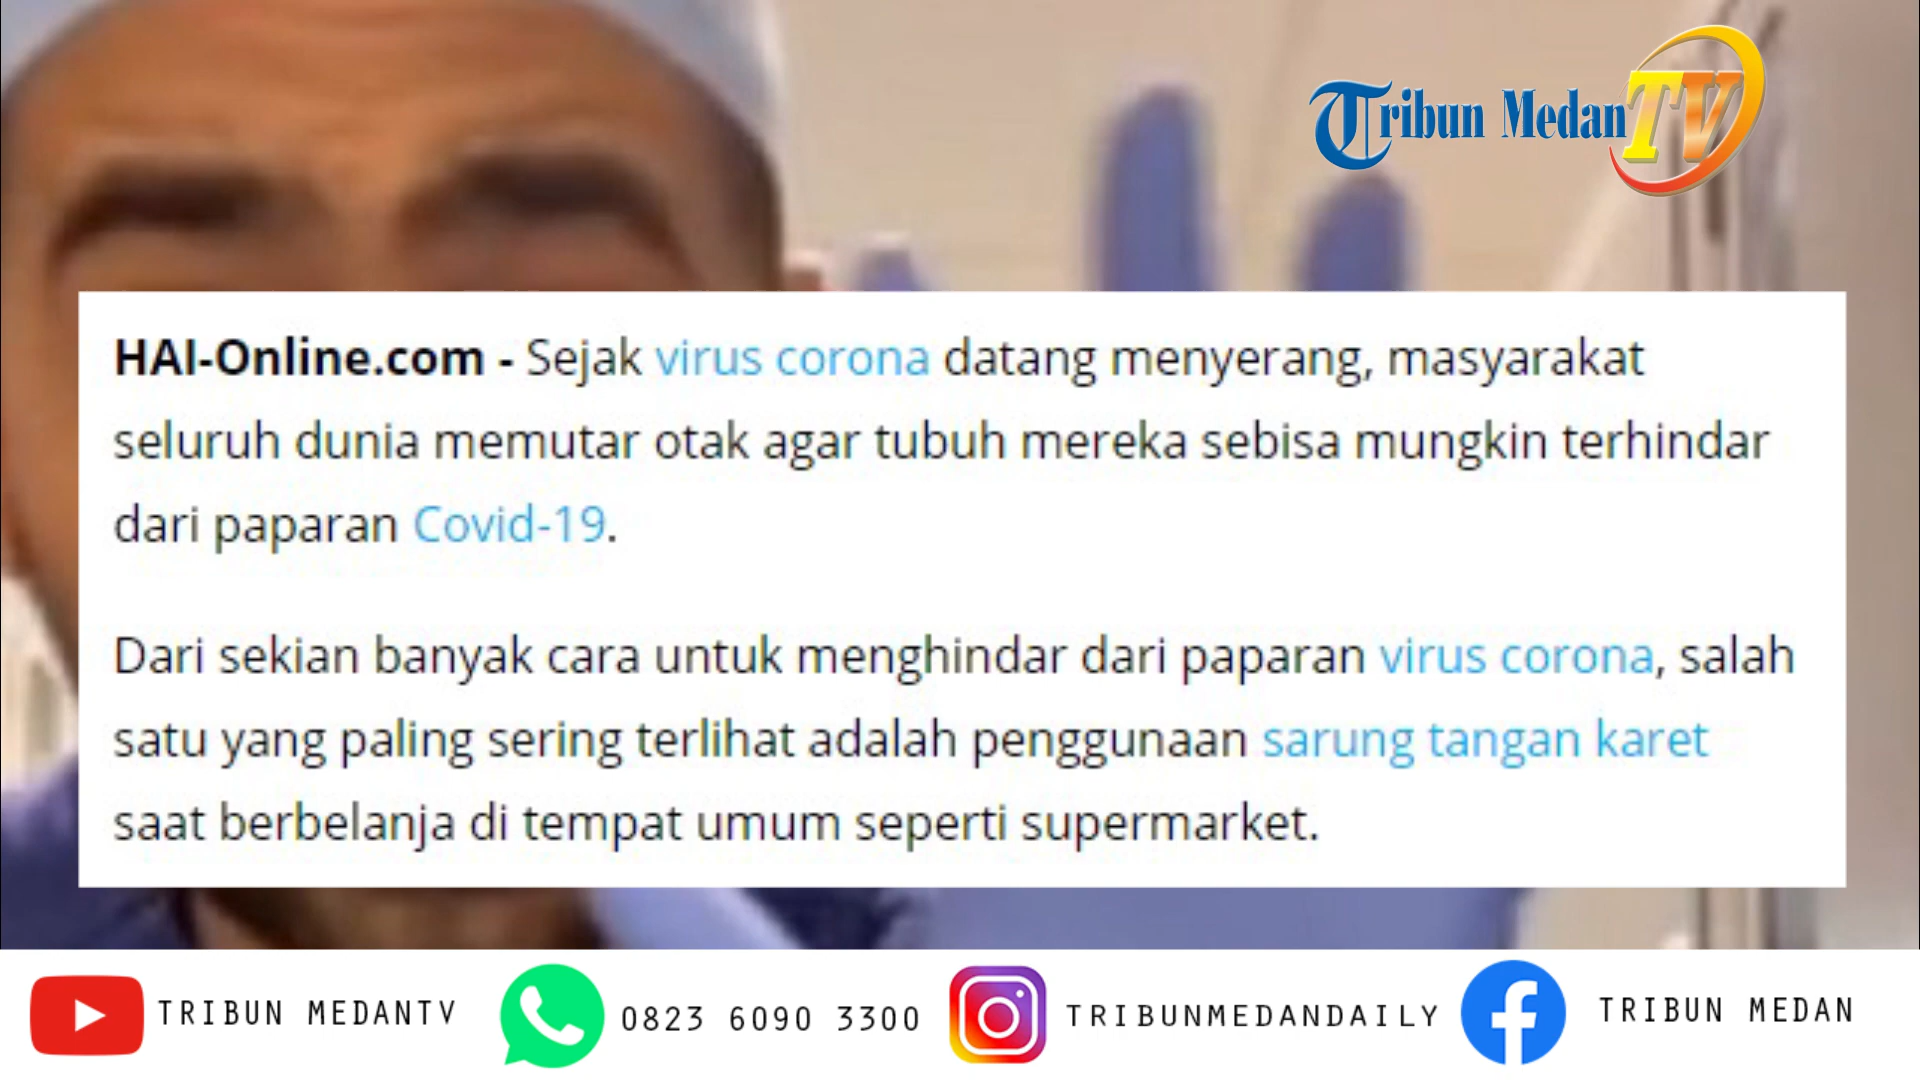 Tribun Medan TV
HAI-Online.com - Sejak virus corona datang menyerang, masyarakat
seluruh dunia memutar otak agar tubuh mereka sebisa mungkin terhindar
dari paparan Covid-19.
Dari sekian banyak cara untuk menghindar dari paparan virus corona, salah
satu yang paling sering terlihat adalah penggunaan sarung tangan karet
saat berbelanja di tempat umum seperti supermarket.
TRIBUN MEDANTV 0823 6090 3300 TRIBUNMEDANDAILY TRIBUN MEDAN